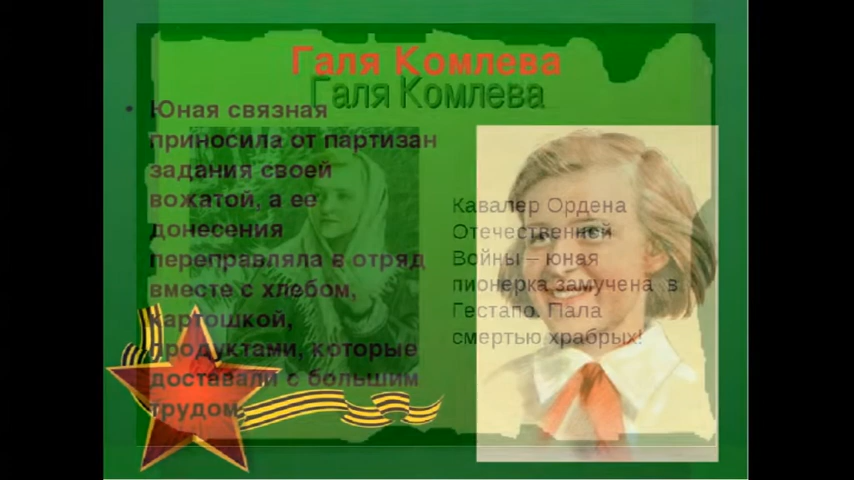 Галя Комлева
Галя Комлева
• Юная связная
приносила от партизан
задания своей
вожатой, а ее
донесения
переправляла в отряд
вместе с хлебом,
картошкой,
продуктами, которые
доставали с большим
трудом.
Кавалер Ордена
Отечественней
Войны – юная
пионерка замучена в
Гестапо. Пала
смертью храбрых!